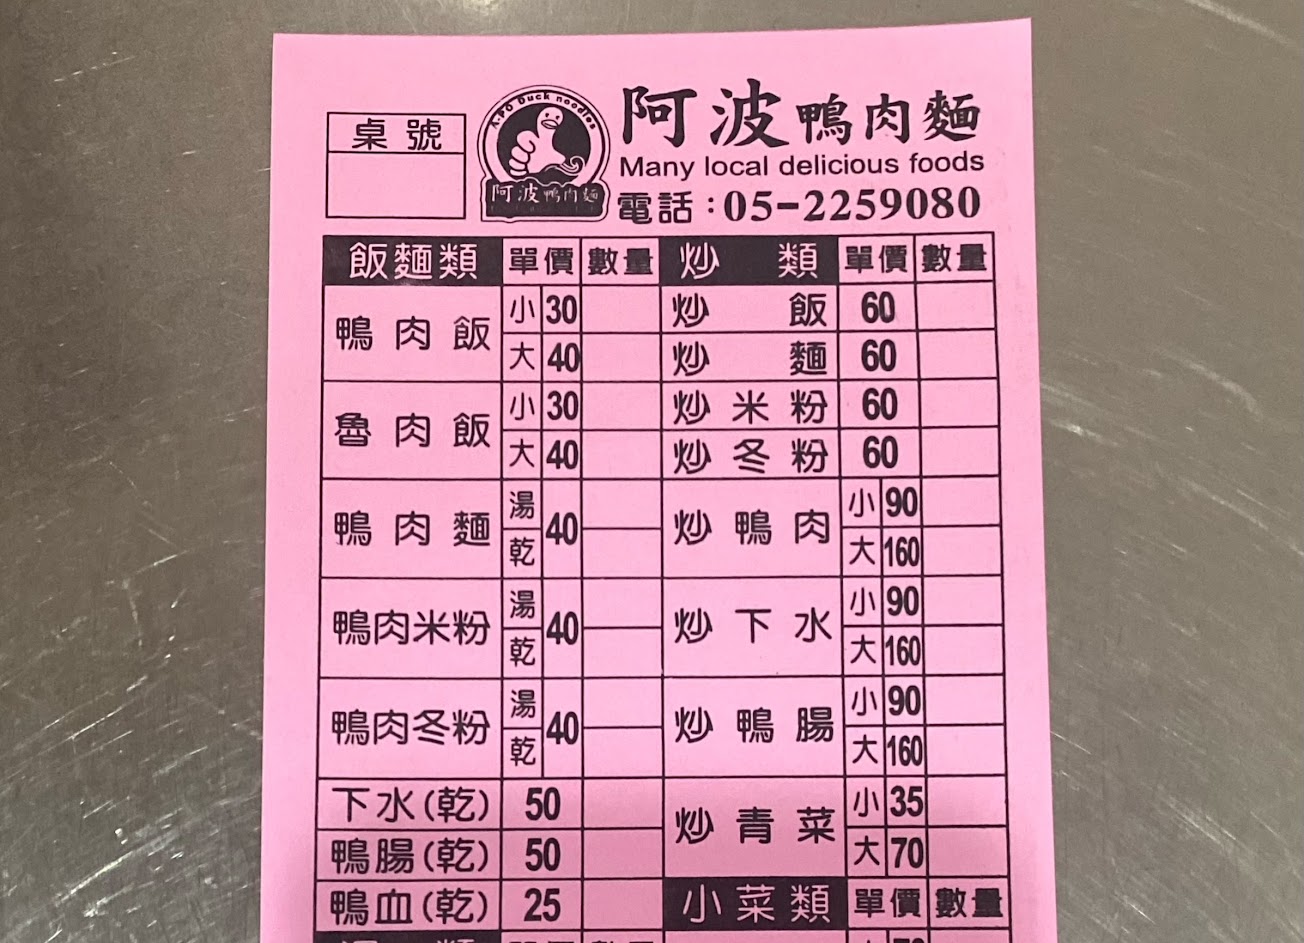 桌號
A-PO Duck noodles
阿波鴨肉麵
阿波鴨肉麵
Many local delicious foods
電話:05-2259080
飯麵類 單價 數量
鴨肉飯 小 30
大 40
魯肉飯 小 30
大 40
鴨肉麵 湯 乾 40
鴨肉米粉 湯 乾 40
鴨肉冬粉 湯 乾 40
下水(乾) 50
鴨腸(乾) 50
鴨血(乾) 25
炒類 單價 數量
炒飯 60
炒麵 60
炒米粉 60
炒冬粉 60
炒鴨肉 小 90
大 160
炒下水 小 90
大 160
炒鴨腸 小 90
大 160
炒青菜 小 35
大 70
小菜類 單價 數量